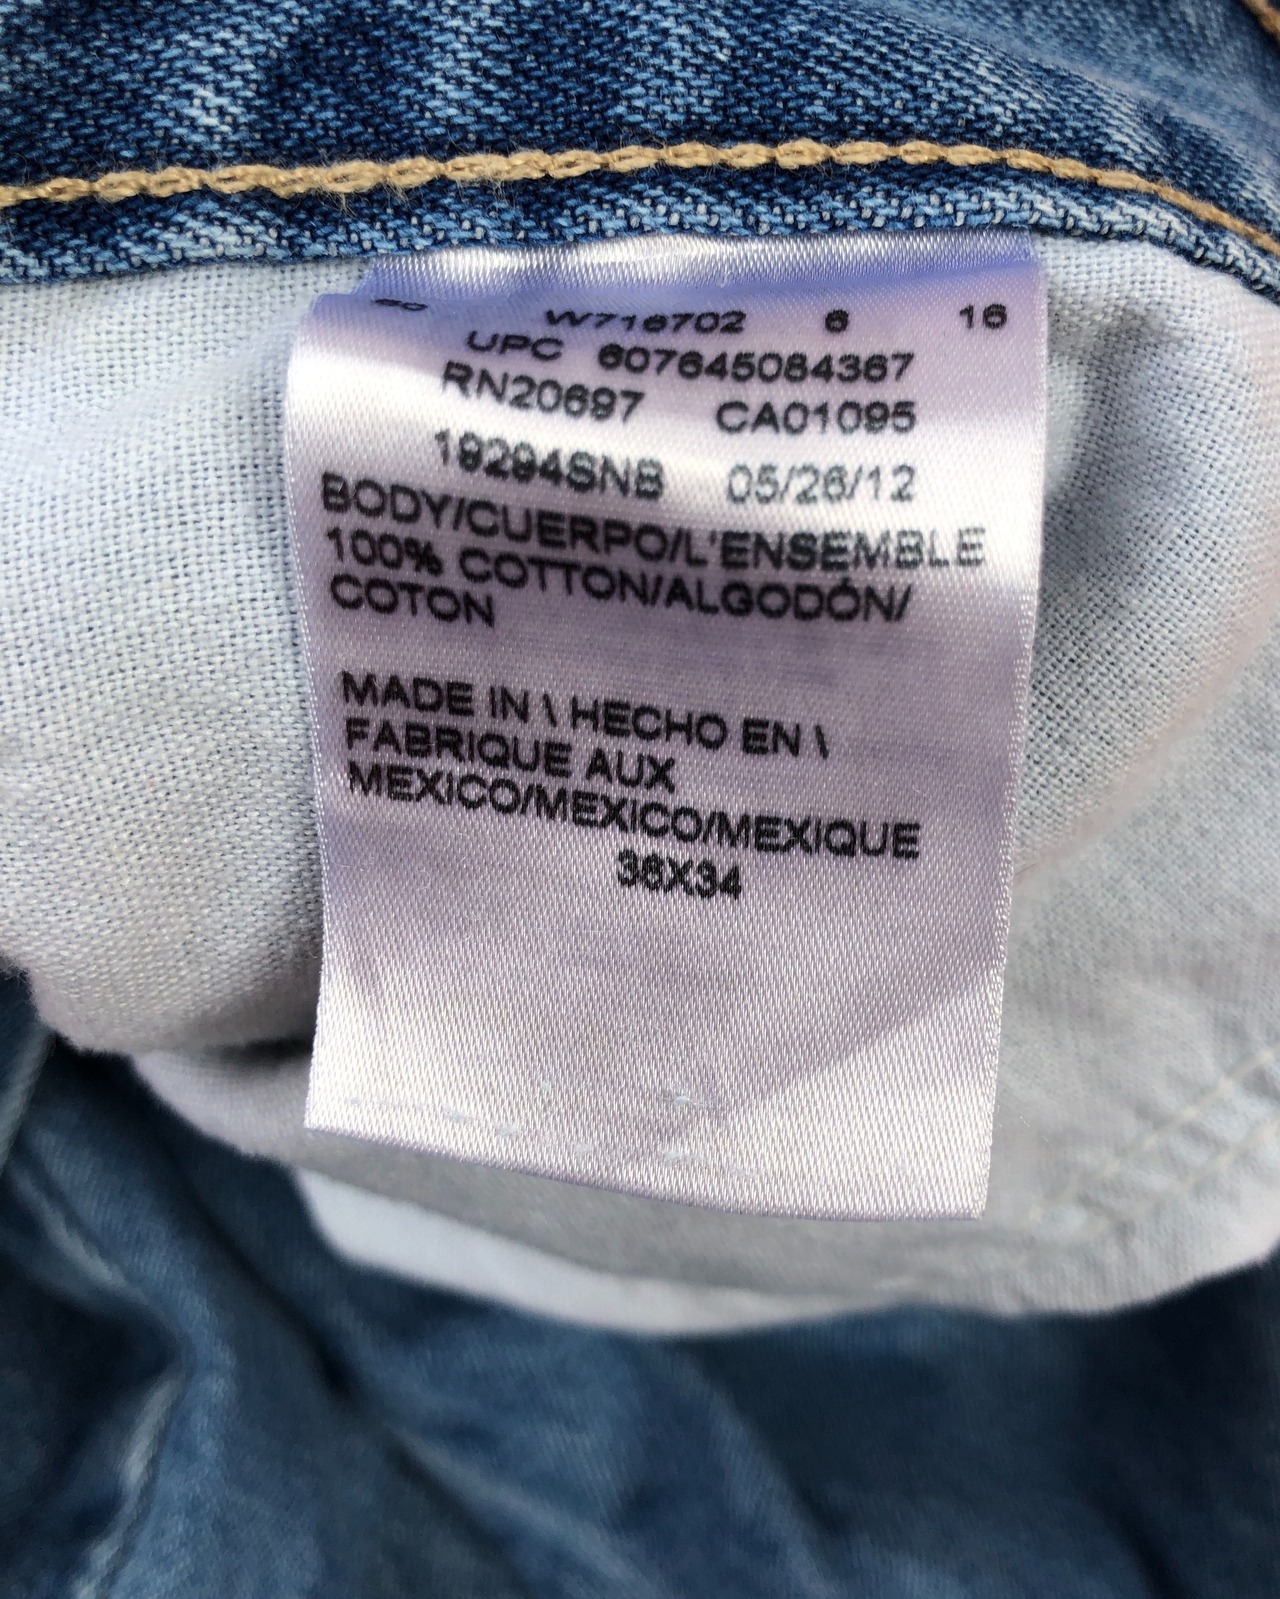 W716702 6 16
UPC 607645084367
RN20697 CA01095
19294SNB 05/26/12
BODY/CUERPO/L'ENSEMBLE
100% COTTON/ALGODÓN/
COTON
MADE IN \ HECHO EN \
FABRIQUE AUX
MEXICO/MEXICO/MEXIQUE
36X34